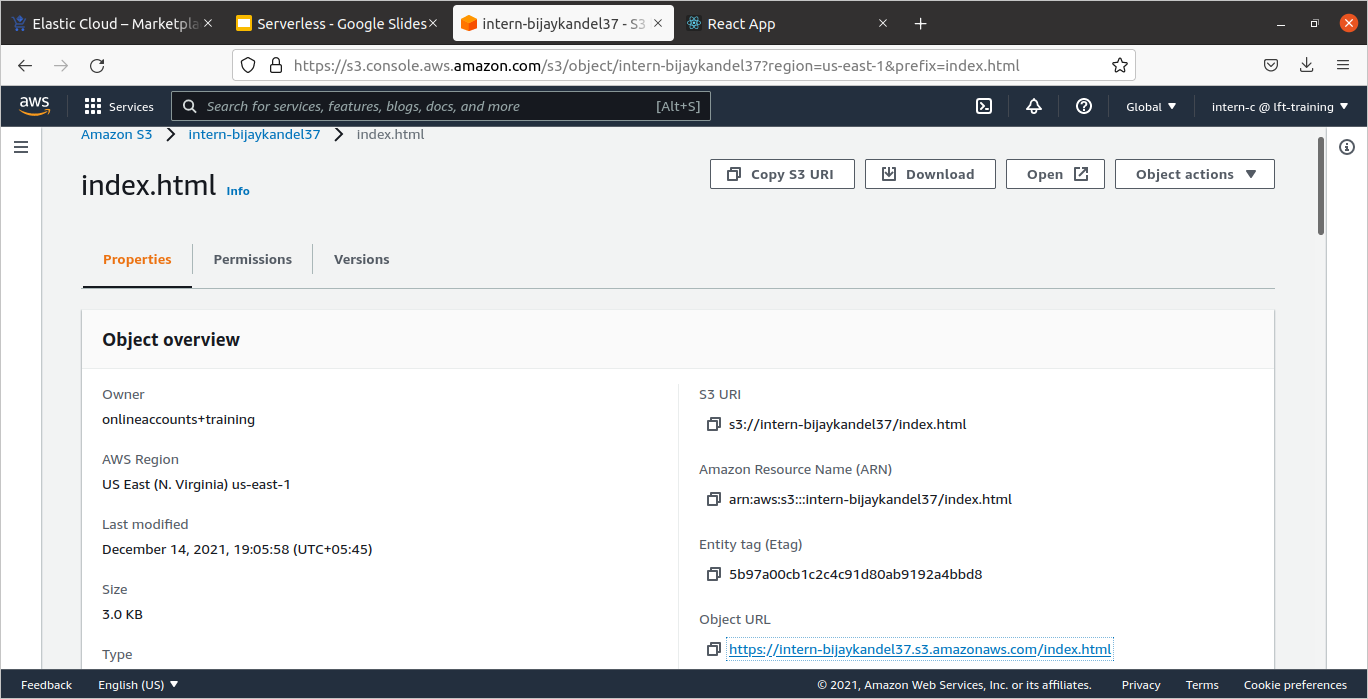 Elastic Cloud – Marketpla
Serverless - Google Slides
intern-bijaykandel37 - S3
React App
https://s3.console.aws.amazon.com/s3/object/intern-bijaykandel37?region=us-east-1&prefix=index.html
aws
Services
Search for services, features, blogs, docs, and more
[Alt+S]
Global
intern-c @ lft-training
Amazon S3
intern-bijaykandel37
index.html
index.html
Info
Copy S3 URI
Download
Open
Object actions
Properties
Permissions
Versions
Object overview
Owner
onlineaccounts+training
AWS Region
US East (N. Virginia) us-east-1
Last modified
December 14, 2021, 19:05:58 (UTC+05:45)
Size
3.0 KB
Type
S3 URI
s3://intern-bijaykandel37/index.html
Amazon Resource Name (ARN)
arn:aws:s3:::intern-bijaykandel37/index.html
Entity tag (Etag)
5b97a00cb1c2c4c91d80ab9192a4bbd8
Object URL
https://intern-bijaykandel37.s3.amazonaws.com/index.html
Feedback
English (US)
© 2021, Amazon Web Services, Inc. or its affiliates.
Privacy
Terms
Cookie preferences